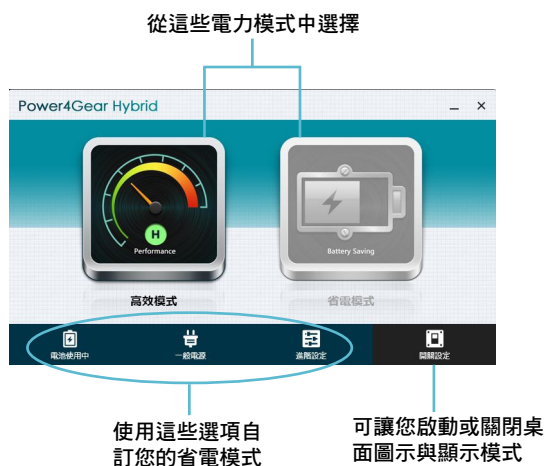 從這些電力模式中選擇
Power4Gear Hybrid
H
Performance
Battery Saving
高效模式
省電模式
電池使用中
一般電源
進階設定
開關設定
使用這些選項自
訂您的省電模式
可讓您啟動或關閉桌
面圖示與顯示模式